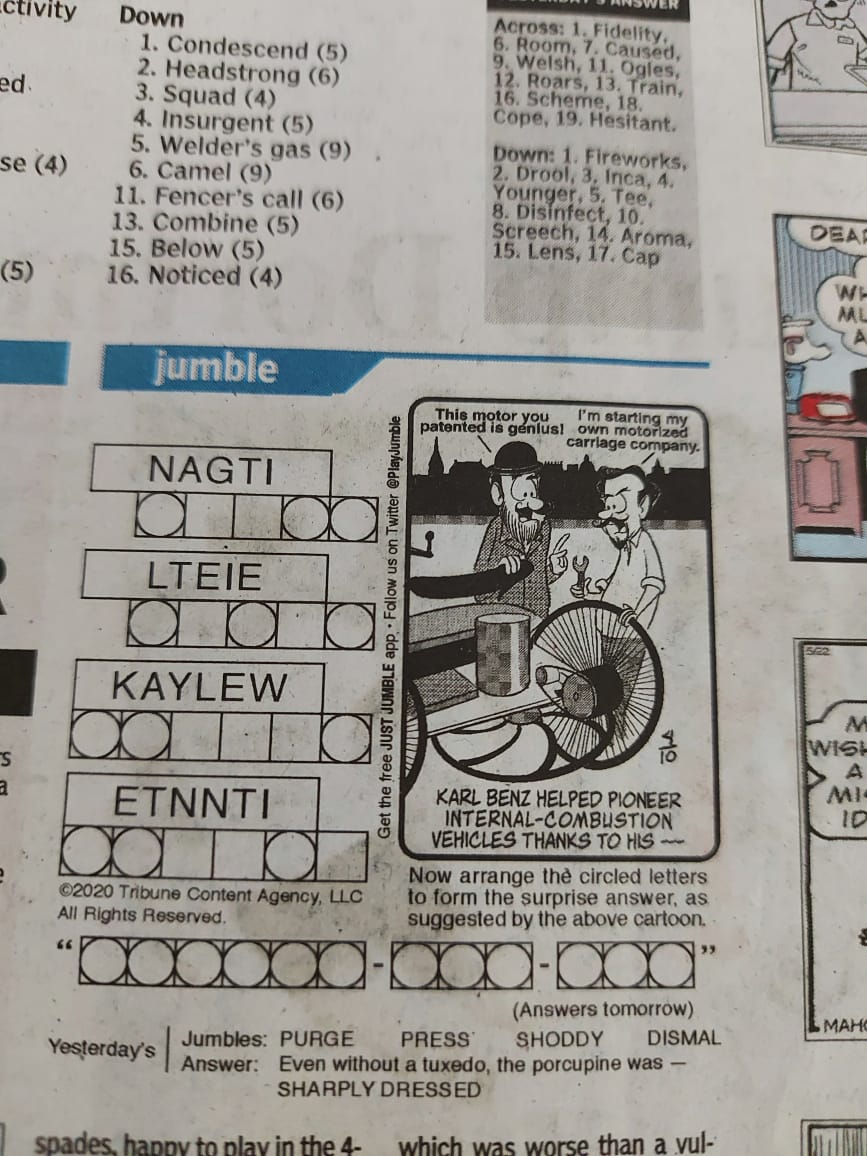 ctivity
ed.
se (4)
(5)
Down
1. Condescend (5)
2. Headstrong (6)
3. Squad (4)
4. Insurgent (5)
5. Welder's gas (9)
6. Camel (9)
11. Fencer's call (6)
13. Combine (5)
15. Below (5)
16. Noticed (4)
ANSWER
Across: 1. Fidelity,
6. Room, 7. Caused,
9. Welsh, 11. Ogles,
12. Roars, 13. Train,
16. Scheme, 18.
Cope, 19. Hesitant.
Down: 1. Fireworks,
2. Drool, 3. Inca, 4.
Younger, 5. Tee,
8. Disinfect, 10.
Screech, 14. Aroma,
15. Lens, 17. Cap
jumble
NAGTI
LTEIE
KAYLEW
ETNNTI
©2020 Tribune Content Agency, LLC
All Rights Reserved.
Get the free JUST JUMBLE app • Follow us on Twitter @PlayJumble
This motor you
patented is genius!
I'm starting my
own motorized
carriage company.
4/10
KARL BENZ HELPED PIONEER
INTERNAL-COMBUSTION
VEHICLES THANKS TO HIS —
Now arrange the circled letters
to form the surprise answer, as
suggested by the above cartoon.
“ - - ”
(Answers tomorrow)
Yesterday's
Jumbles: PURGE PRESS SHODDY DISMAL
Answer: Even without a tuxedo, the porcupine was —
SHARPLY DRESSED
spades, happy to play in the 4-
which was worse than a vul-
DEA
WH
MU
A
M
WISH
A
MI
ID
MAH